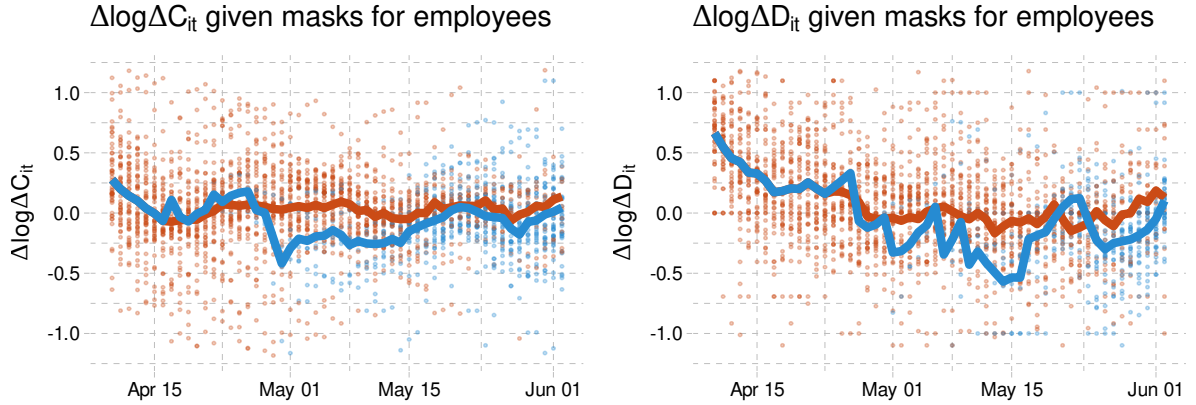 ΔlogΔC_it given masks for employees
ΔlogΔC_it
1.0
0.5
0.0
-0.5
-1.0
Apr 15 May 01 May 15 Jun 01
ΔlogΔD_it given masks for employees
ΔlogΔD_it
1.0
0.5
0.0
-0.5
-1.0
Apr 15 May 01 May 15 Jun 01